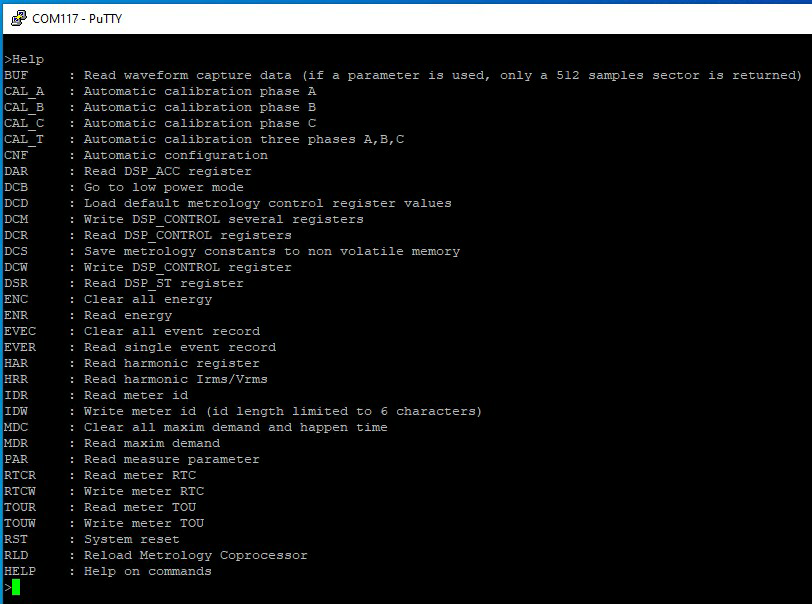 COM117 - PuTTY
>Help
BUF : Read waveform capture data (if a parameter is used, only a 512 samples sector is returned)
CAL_A : Automatic calibration phase A
CAL_B : Automatic calibration phase B
CAL_C : Automatic calibration phase C
CAL_T : Automatic calibration three phases A,B,C
CNF : Automatic configuration
DAR : Read DSP_ACC register
DCB : Go to low power mode
DCD : Load default metrology control register values
DCM : Write DSP_CONTROL several registers
DCR : Read DSP_CONTROL registers
DCS : Save metrology constants to non volatile memory
DCW : Write DSP_CONTROL register
DSR : Read DSP_ST register
ENC : Clear all energy
ENR : Read energy
EVEC : Clear all event record
EVER : Read single event record
HAR : Read harmonic register
HRR : Read harmonic Irms/Vrms
IDR : Read meter id
IDW : Write meter id (id length limited to 6 characters)
MDC : Clear all maxim demand and happen time
MDR : Read maxim demand
PAR : Read measure parameter
RTCR : Read meter RTC
RTCW : Write meter RTC
TOUR : Read meter TOU
TOUW : Write meter TOU
RST : System reset
RLD : Reload Metrology Coprocessor
HELP : Help on commands
>